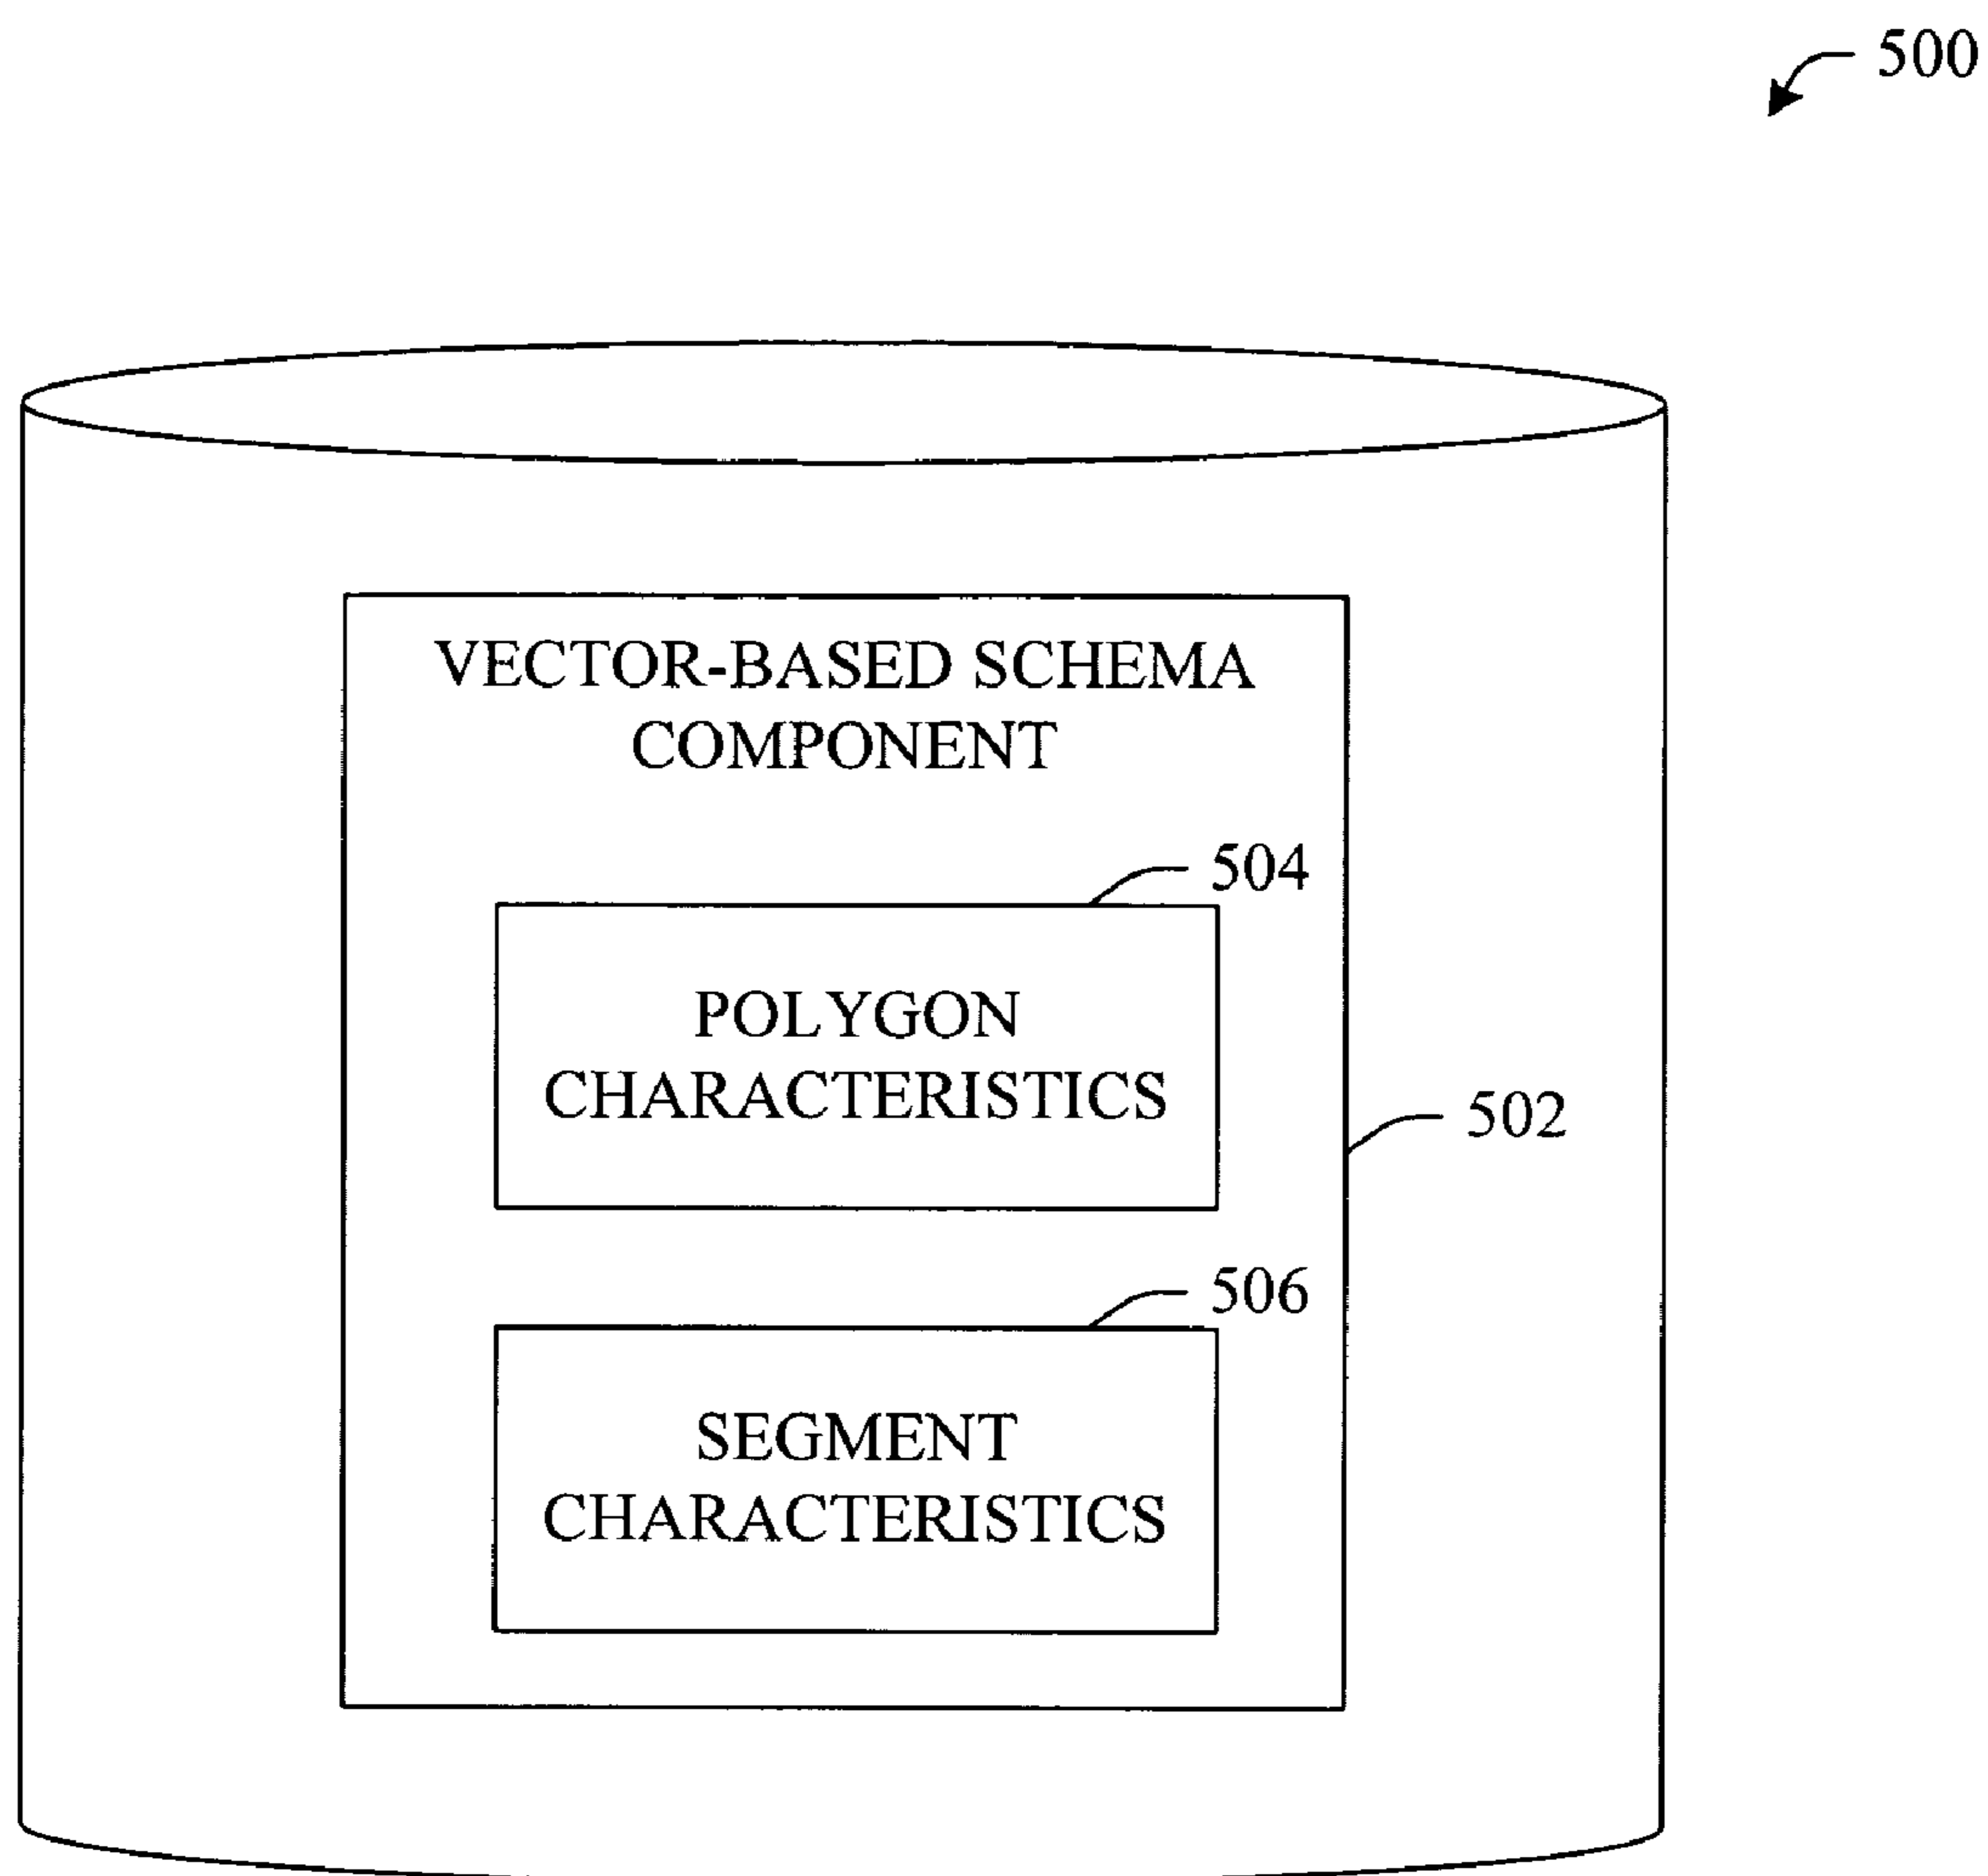 500
VECTOR-BASED SCHEMA
COMPONENT
504
POLYGON
CHARACTERISTICS
502
506
SEGMENT
CHARACTERISTICS